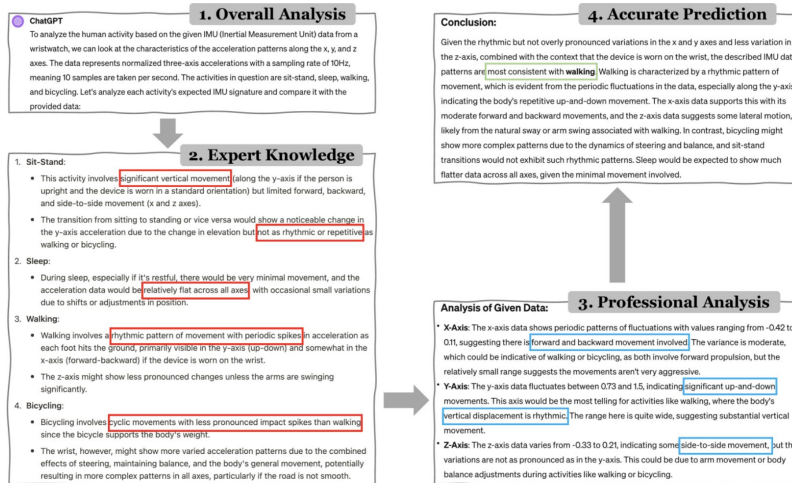 1. Overall Analysis
ChatGPT
To analyze the human activity based on the given IMU (Inertial Measurement Unit) data from a
wristwatch, we can look at the characteristics of the acceleration patterns along the x, y, and z
axes. The data represents normalized three-axis accelerations with a sampling rate of 10Hz,
meaning 10 samples are taken per second. The activities in question are sit-stand, sleep, walking,
and bicycling. Let's analyze each activity's expected IMU signature and compare it with the
provided data:
2. Expert Knowledge
1. Sit-Stand:
• This activity involves significant vertical movement (along the y-axis if the person is
upright and the device is worn in a standard orientation) but limited forward, backward,
and side-to-side movement (x and z axes).
• The transition from sitting to standing or vice versa would show a noticeable change in
the y-axis acceleration due to the change in elevation but not as rhythmic or repetitive as
walking or bicycling.
2. Sleep:
• During sleep, especially if it's restful, there would be very minimal movement, and the
acceleration data would be relatively flat across all axes, with occasional small variations
due to shifts or adjustments in position.
3. Walking:
• Walking involves a rhythmic pattern of movement with periodic spikes in acceleration as
each foot hits the ground, primarily visible in the y-axis (up-down) and somewhat in the
x-axis (forward-backward) if the device is worn on the wrist.
• The z-axis might show less pronounced changes unless the arms are swinging
significantly.
4. Bicycling:
• Bicycling involves cyclic movements with less pronounced impact spikes than walking
since the bicycle supports the body's weight.
• The wrist, however, might show more varied acceleration patterns due to the combined
effects of steering, maintaining balance, and the body's general movement, potentially
resulting in more complex patterns in all axes, particularly if the road is not smooth.
3. Professional Analysis
Analysis of Given Data:
• X-Axis: The x-axis data shows periodic patterns of fluctuations with values ranging from -0.42 to
0.11, suggesting there is forward and backward movement involved. The variance is moderate,
which could be indicative of walking or bicycling, as both involve forward propulsion, but the
relatively small range suggests the movements aren't very aggressive.
• Y-Axis: The y-axis data fluctuates between 0.73 and 1.5, indicating significant up-and-down
movements. This axis would be the most telling for activities like walking, where the body's
vertical displacement is rhythmic. The range here is quite wide, suggesting substantial vertical
movement.
• Z-Axis: The z-axis data varies from -0.33 to 0.21, indicating some side-to-side movement, but th
variations are not as pronounced as in the y-axis. This could be due to arm movement or body
balance adjustments during activities like walking or bicycling.
4. Accurate Prediction
Conclusion:
Given the rhythmic but not overly pronounced variations in the x and y axes and less variation in
the z-axis, combined with the context that the device is worn on the wrist, the described IMU dat
patterns are most consistent with walking. Walking is characterized by a rhythmic pattern of
movement, which is evident from the periodic fluctuations in the data, especially along the y-axis
indicating the body's repetitive up-and-down movement. The x-axis data supports this with its
moderate forward and backward movements, and the z-axis data suggests some lateral motion,
likely from the natural sway or arm swing associated with walking. In contrast, bicycling might
show more complex patterns due to the dynamics of steering and balance, and sit-stand
transitions would not exhibit such rhythmic patterns. Sleep would be expected to show much
flatter data across all axes, given the minimal movement involved.